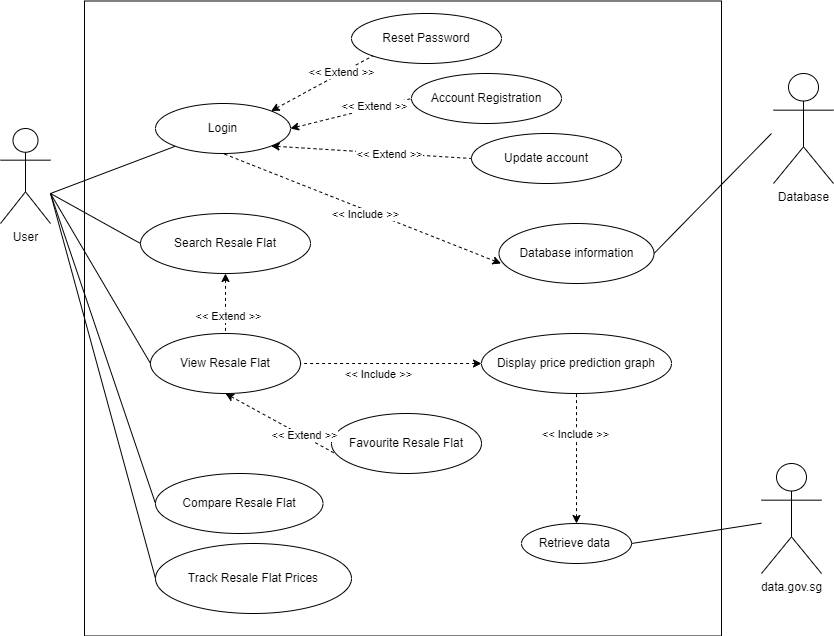 Reset Password
<< Extend >>
Account Registration
<< Extend >>
Login
Update account
<< Extend >>
Database
User
<< Include >>
Search Resale Flat
Database information
<< Extend >>
View Resale Flat
Display price prediction graph
<< Include >>
<< Extend >>
Favourite Resale Flat
<< Include >>
Compare Resale Flat
Retrieve data
Track Resale Flat Prices
data.gov.sg